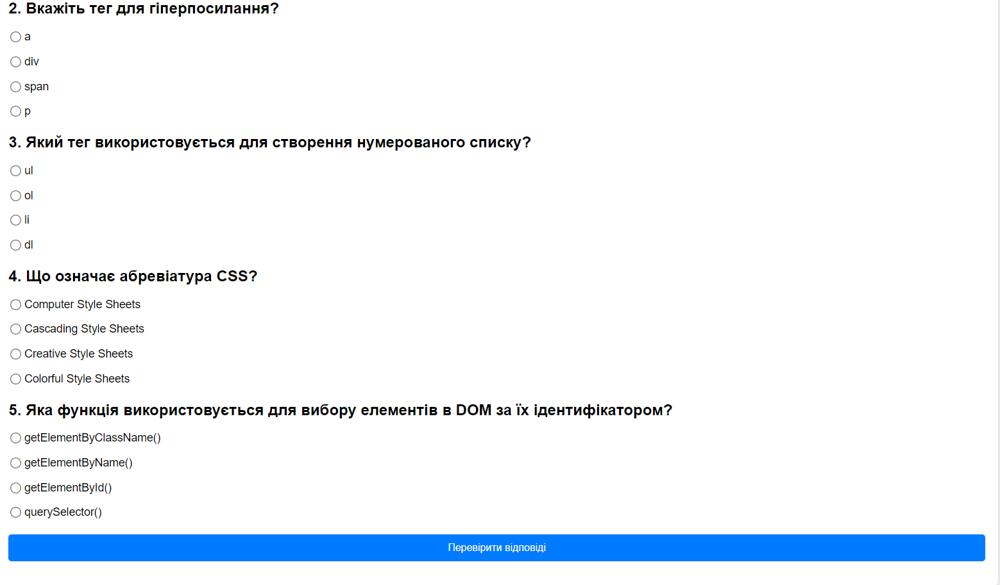 2. Вкажіть тег для гіперпосилання?
a
div
span
p
3. Який тег використовується для створення нумерованого списку?
ul
ol
li
dl
4. Що означає абревіатура CSS?
Computer Style Sheets
Cascading Style Sheets
Creative Style Sheets
Colorful Style Sheets
5. Яка функція використовується для вибору елементів в DOM за їх ідентифікатором?
getElementByClassName()
getElementByName()
getElementById()
querySelector()
Перевірити відповіді